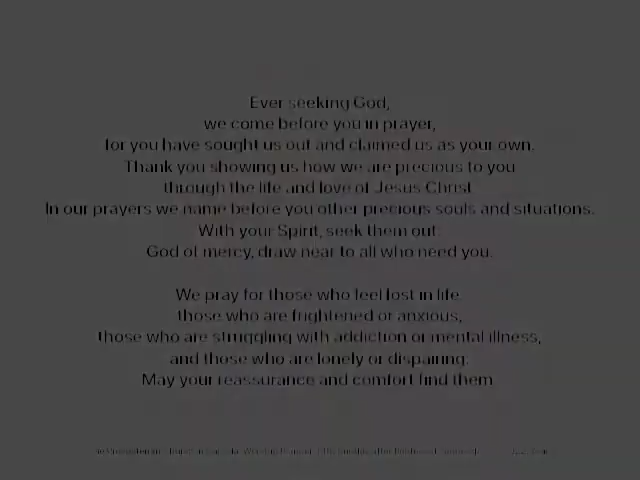 Ever seeking God,
we come before you in prayer,
for you have sought us out and claimed us as your own.
Thank you showing us how we are precious to you
through the life and love of Jesus Christ.
In our prayers we name before you other precious souls and situations.
With your Spirit, seek them out.
God of mercy, draw near to all who need you.
We pray for those who feel lost in life,
those who are frightened or anxious,
those who are struggling with addiction or mental illness,
and those who are lonely or dispairing:
May your reassurance and comfort find them